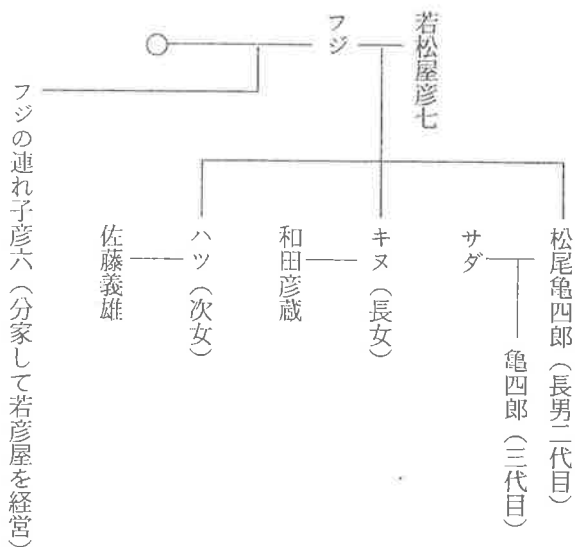 若松屋彦七
フジ
松尾亀四郎（長男二代目）
亀四郎（三代目）
サダ
キヌ（長女）
和田彦蔵
ハツ（次女）
佐藤義雄
フジの連れ子彦六（分家して若彦屋を経営）